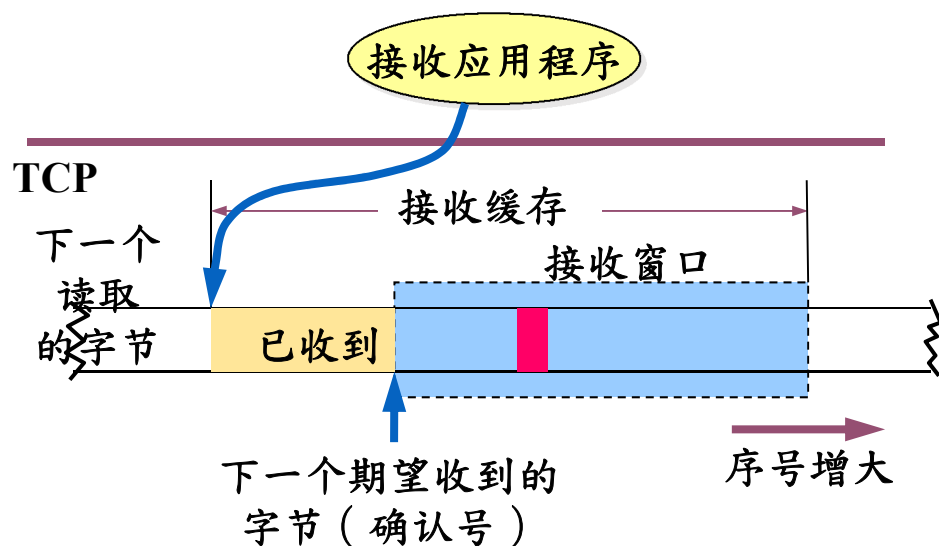 接收应用程序
TCP
接收缓存
下一个
读取
的字节
接收窗口
已收到
下一个期望收到的
字节（确认号）
序号增大